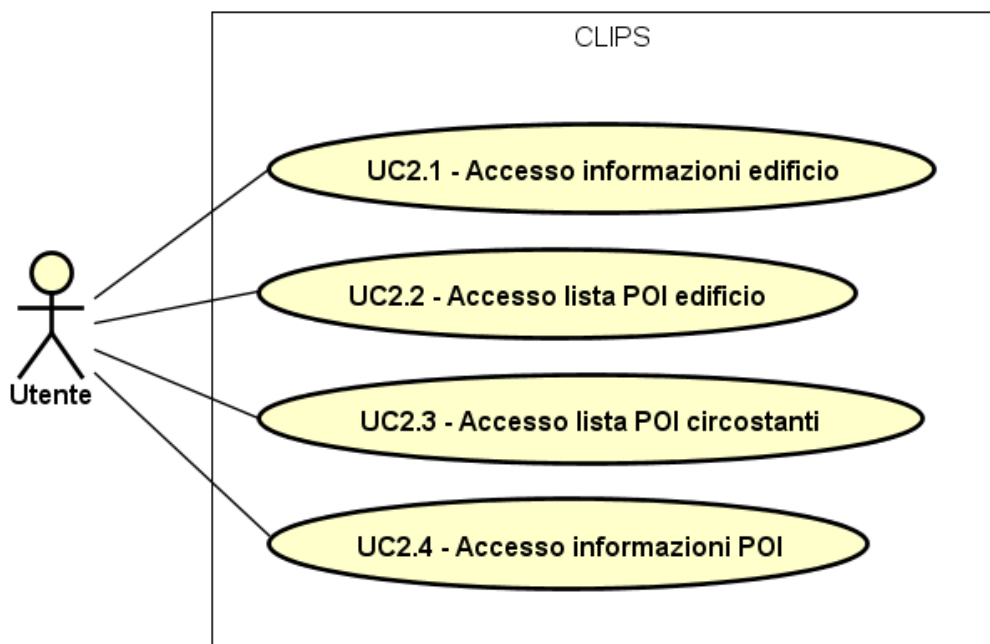 CLIPS
UC2.1 - Accesso informazioni edificio
UC2.2 - Accesso lista POI edificio
UC2.3 - Accesso lista POI circostanti
UC2.4 - Accesso informazioni POI
Utente